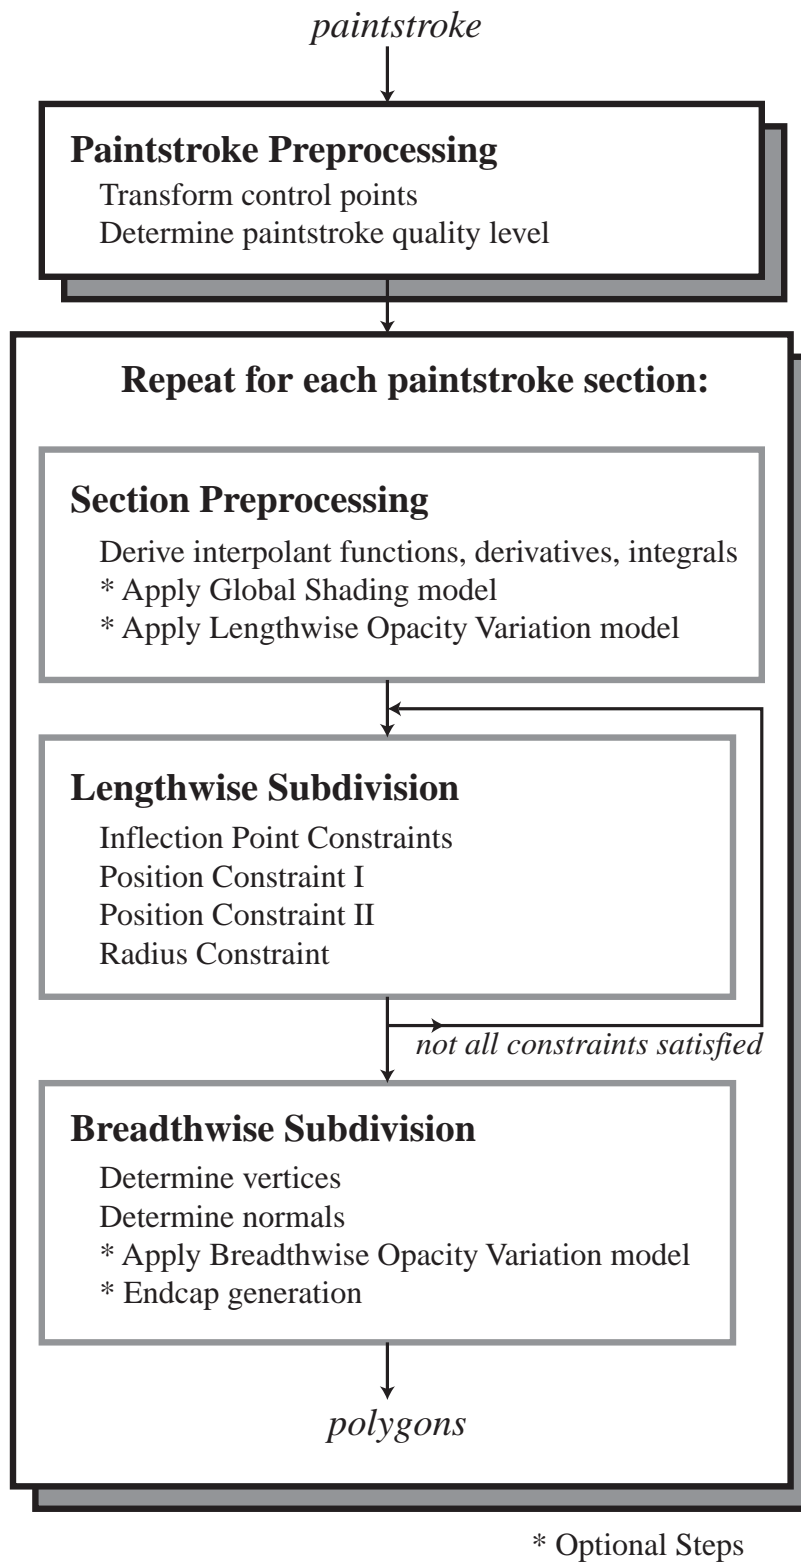 paintstroke
Paintstroke Preprocessing
Transform control points
Determine paintstroke quality level
Repeat for each paintstroke section:
Section Preprocessing
Derive interpolant functions, derivatives, integrals
* Apply Global Shading model
* Apply Lengthwise Opacity Variation model
Lengthwise Subdivision
Inflection Point Constraints
Position Constraint I
Position Constraint II
Radius Constraint
not all constraints satisfied
Breadthwise Subdivision
Determine vertices
Determine normals
* Apply Breadthwise Opacity Variation model
* Endcap generation
polygons
* Optional Steps